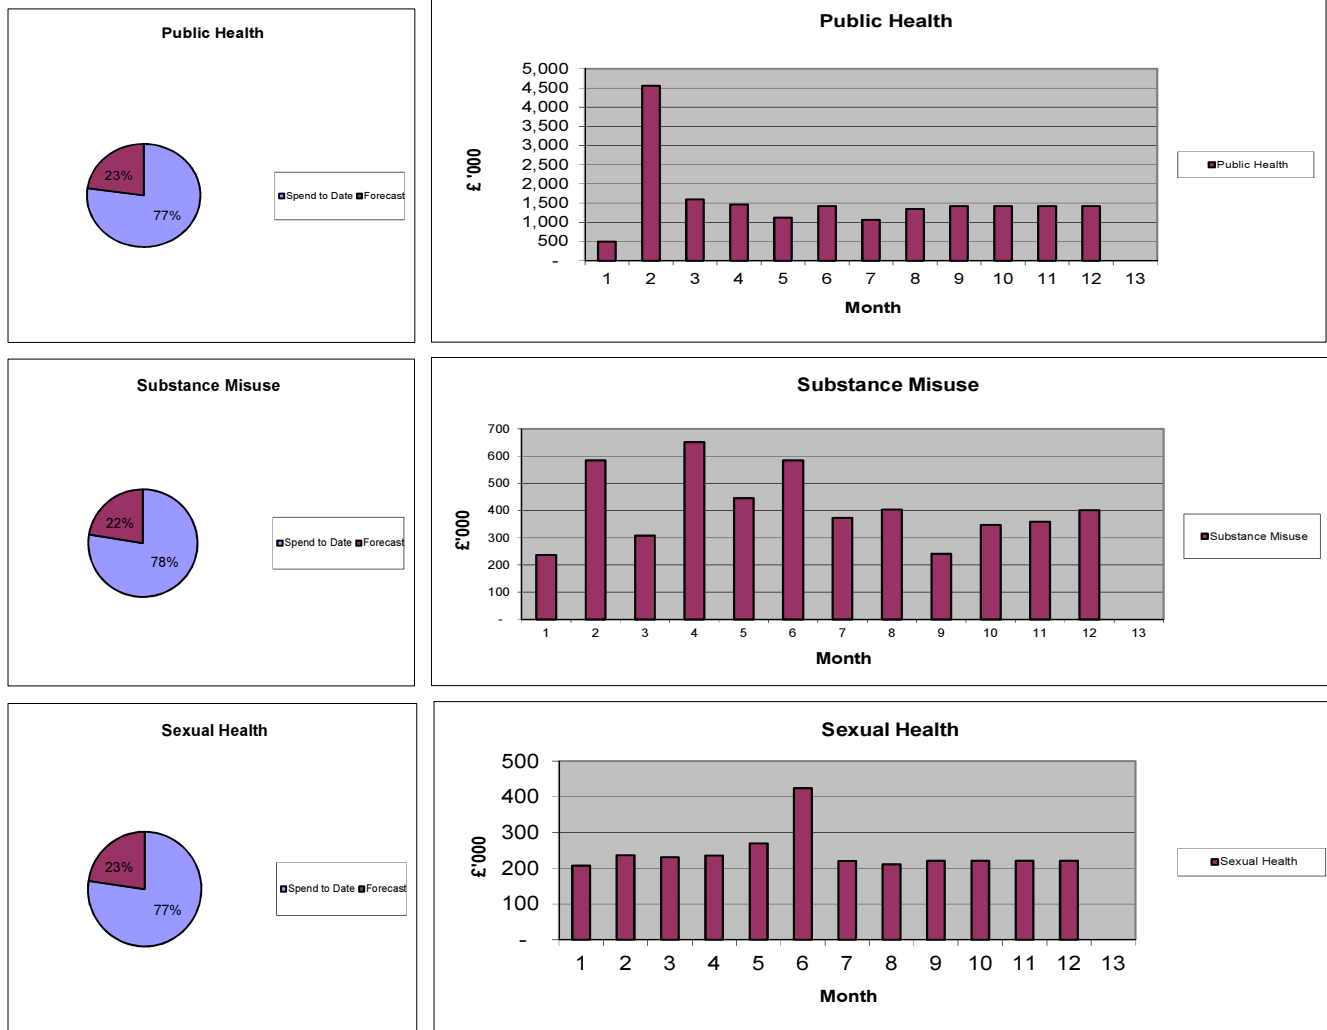 Public Health
23%
77%
Spend to Date Forecast
Public Health
5,000
4,500
4,000
3,500
3,000
2,500
2,000
1,500
1,000
500
-
£'000
1 2 3 4 5 6 7 8 9 10 11 12 13
Month
Public Health
Substance Misuse
22%
78%
Spend to Date Forecast
Substance Misuse
700
600
500
400
300
200
100
-
£'000
1 2 3 4 5 6 7 8 9 10 11 12 13
Month
Substance Misuse
Sexual Health
23%
77%
Spend to Date Forecast
Sexual Health
500
400
300
200
100
-
£'000
1 2 3 4 5 6 7 8 9 10 11 12 13
Month
Sexual Health